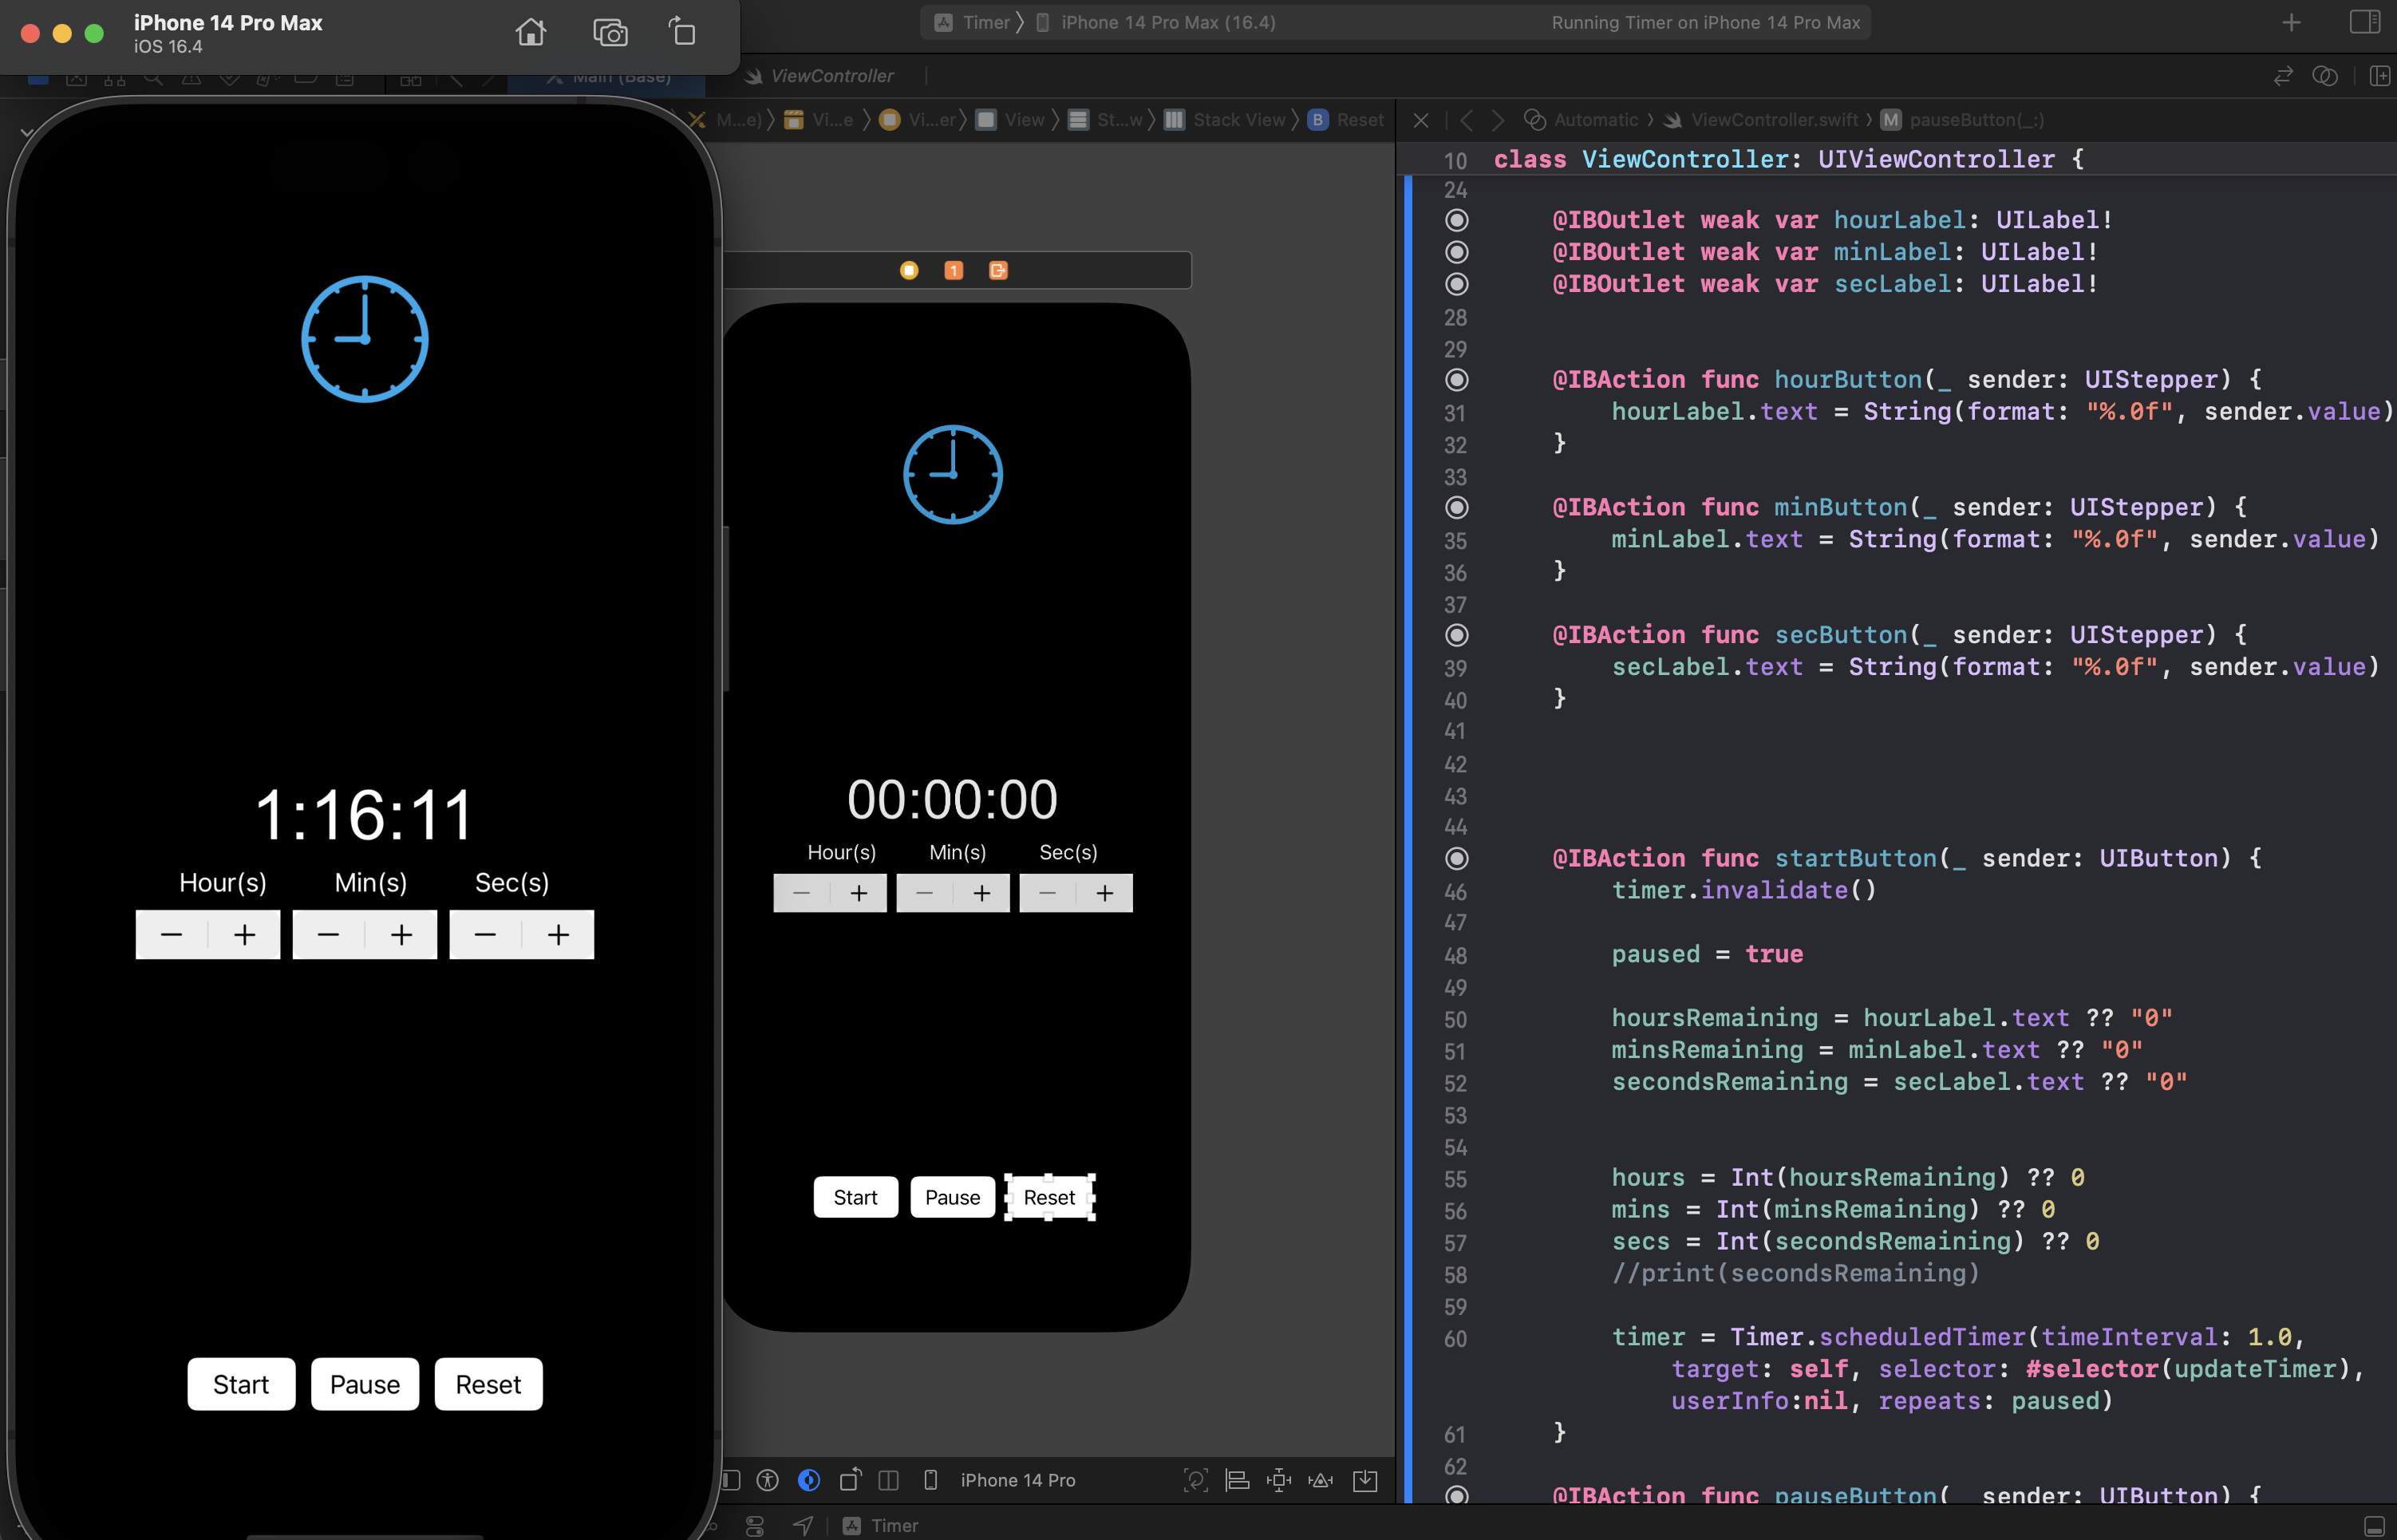 iPhone 14 Pro Max
iOS 16.4
Timer 〉 iPhone 14 Pro Max (16.4)
Running Timer on iPhone 14 Pro Max
Main (Base)
ViewController
M...e) 〉 Vi...e 〉 Vi...er 〉 View 〉 St...w 〉 Stack View 〉 B Reset
Automatic 〉 ViewController.swift 〉 M pauseButton(_:)
1:16:11
Hour(s) Min(s) Sec(s)
− + − + − +
Start Pause Reset
1
00:00:00
Hour(s) Min(s) Sec(s)
− + − + − +
Start Pause Reset
iPhone 14 Pro
Timer
10 class ViewController: UIViewController {
24
@IBOutlet weak var hourLabel: UILabel!
@IBOutlet weak var minLabel: UILabel!
@IBOutlet weak var secLabel: UILabel!
28
29
@IBAction func hourButton(_ sender: UIStepper) {
31 hourLabel.text = String(format: "%.0f", sender.value)
32 }
33
@IBAction func minButton(_ sender: UIStepper) {
35 minLabel.text = String(format: "%.0f", sender.value)
36 }
37
@IBAction func secButton(_ sender: UIStepper) {
39 secLabel.text = String(format: "%.0f", sender.value)
40 }
41
42
43
44
@IBAction func startButton(_ sender: UIButton) {
46 timer.invalidate()
47
48 paused = true
49
50 hoursRemaining = hourLabel.text ?? "0"
51 minsRemaining = minLabel.text ?? "0"
52 secondsRemaining = secLabel.text ?? "0"
53
54
55 hours = Int(hoursRemaining) ?? 0
56 mins = Int(minsRemaining) ?? 0
57 secs = Int(secondsRemaining) ?? 0
58 //print(secondsRemaining)
59
60 timer = Timer.scheduledTimer(timeInterval: 1.0,
target: self, selector: #selector(updateTimer),
userInfo:nil, repeats: paused)
61 }
62
@IBAction func pauseButton(_ sender: UIButton) {